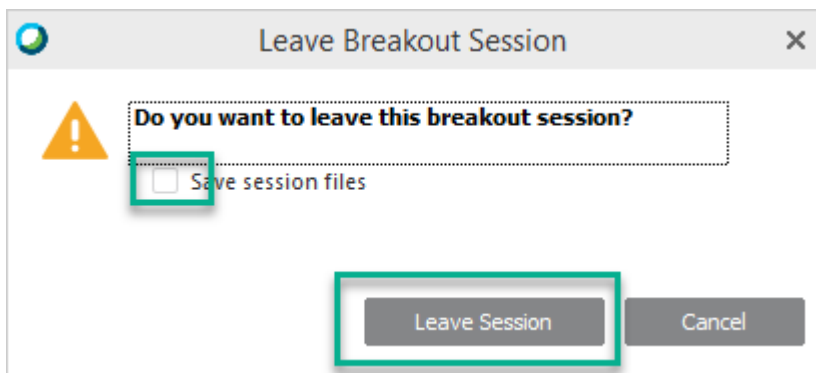 Leave Breakout Session
Do you want to leave this breakout session?
Save session files
Leave Session
Cancel